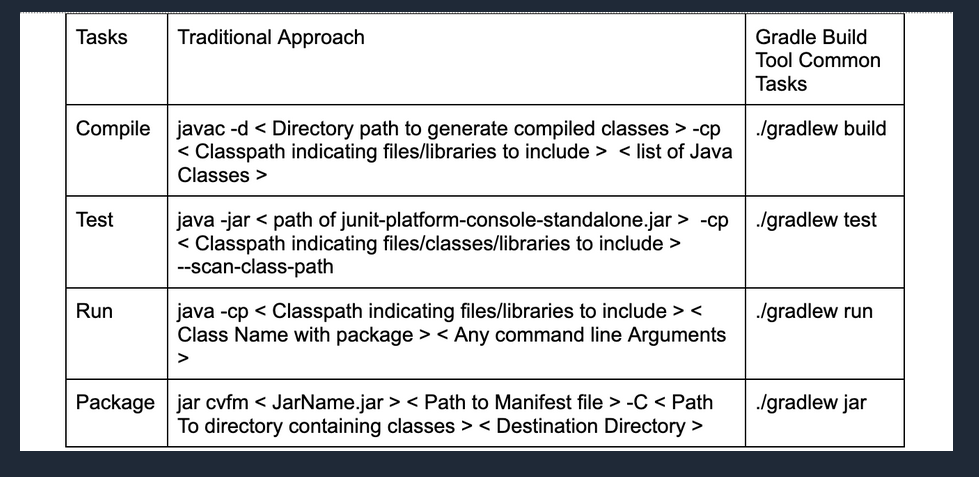 Tasks
Traditional Approach
Gradle Build
Tool Common
Tasks
Compile
javac -d < Directory path to generate compiled classes > -cp
< Classpath indicating files/libraries to include >  < list of Java
Classes >
./gradlew build
Test
java -jar < path of junit-platform-console-standalone.jar >  -cp
< Classpath indicating files/classes/libraries to include >
--scan-class-path
./gradlew test
Run
java -cp < Classpath indicating files/libraries to include > <
Class Name with package > < Any command line Arguments
>
./gradlew run
Package
jar cvfm < JarName.jar > < Path to Manifest file > -C < Path
To directory containing classes > < Destination Directory >
./gradlew jar